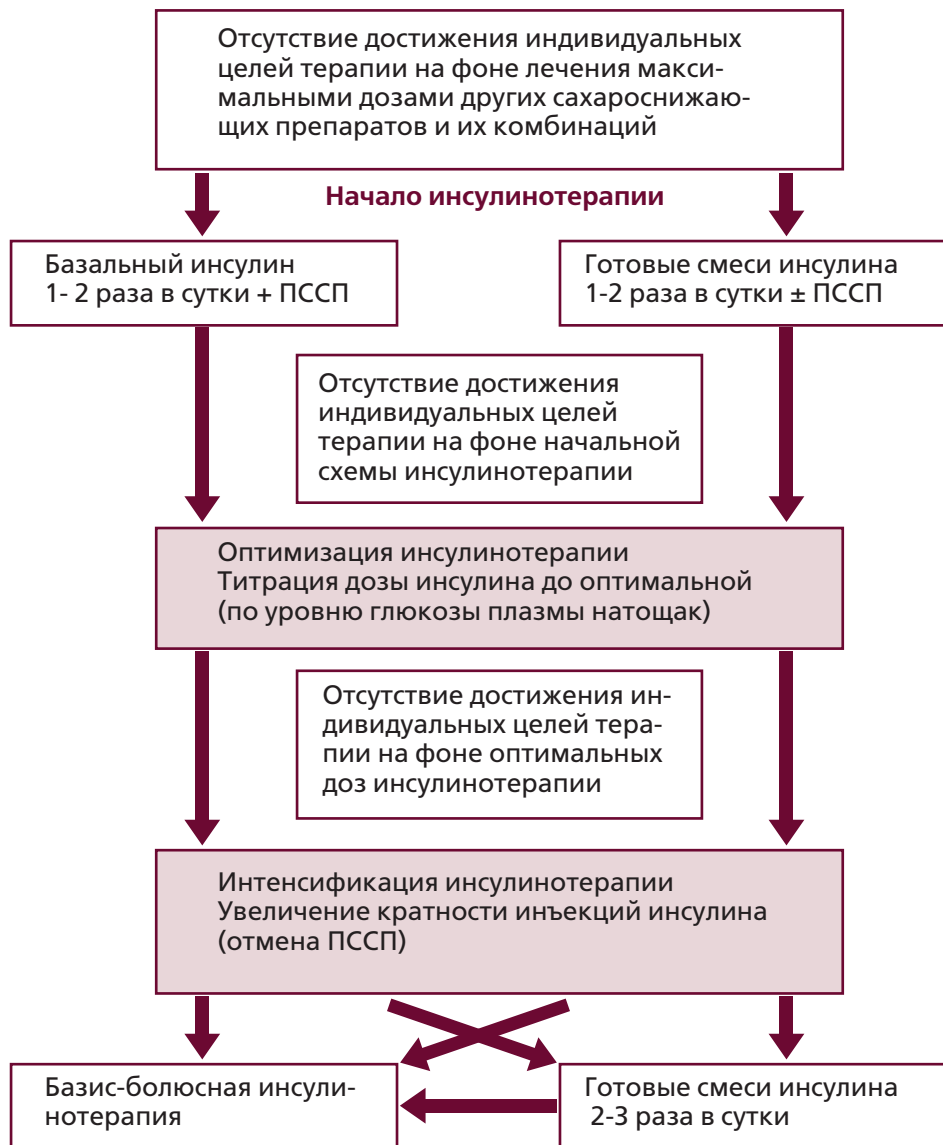 Отсутствие достижения индивидуальных
целей терапии на фоне лечения макси-
мальными дозами других сахароснижаю-
щих препаратов и их комбинаций
Начало инсулинотерапии
Базальный инсулин
1- 2 раза в сутки + ПССП
Готовые смеси инсулина
1-2 раза в сутки ± ПССП
Отсутствие достижения
индивидуальных целей
терапии на фоне начальной
схемы инсулинотерапии
Оптимизация инсулинотерапии
Титрация дозы инсулина до оптимальной
(по уровню глюкозы плазмы натощак)
Отсутствие достижения ин-
дивидуальных целей тера-
пии на фоне оптимальных
доз инсулинотерапии
Интенсификация инсулинотерапии
Увеличение кратности инъекций инсулина
(отмена ПССП)
Базис-болюсная инсули-
нотерапия
Готовые смеси инсулина
2-3 раза в сутки